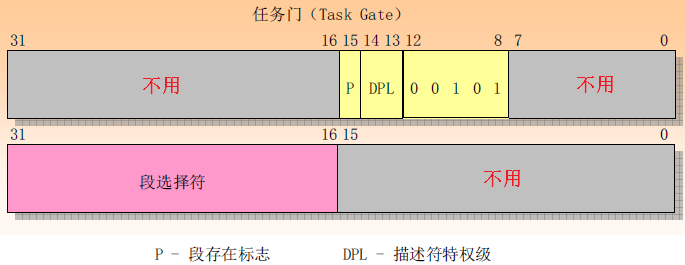 任务门（Task Gate）
31 16 15 14 13 12 8 7 0
不用 P DPL 0 0 1 0 1 不用
31 16 15 0
段选择符 不用
P - 段存在标志 DPL - 描述符特权级